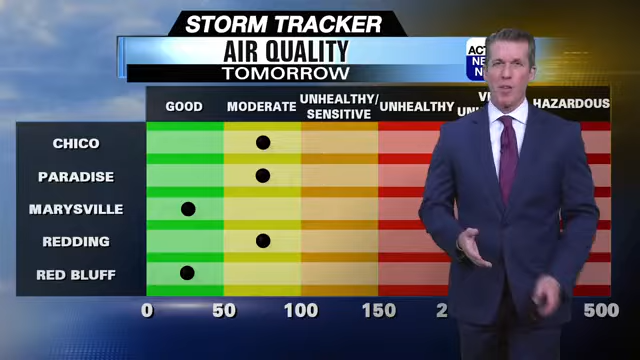 STORM TRACKER
AIR QUALITY
TOMORROW
GOOD
MODERATE
UNHEALTHY/
SENSITIVE
UNHEALTHY
HAZARDOUS
CHICO
PARADISE
MARYSVILLE
REDDING
RED BLUFF
0 50 100 150 500